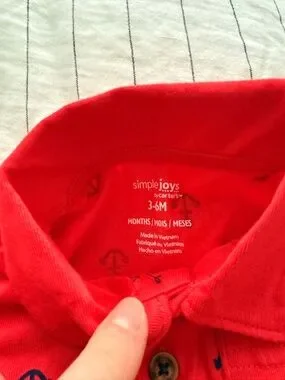 simple joys
by carter's
3-6M
MONTHS / MOIS / MESES
Made in Vietnam
Fabriqué au Vietnam
Hecho en Vietnam